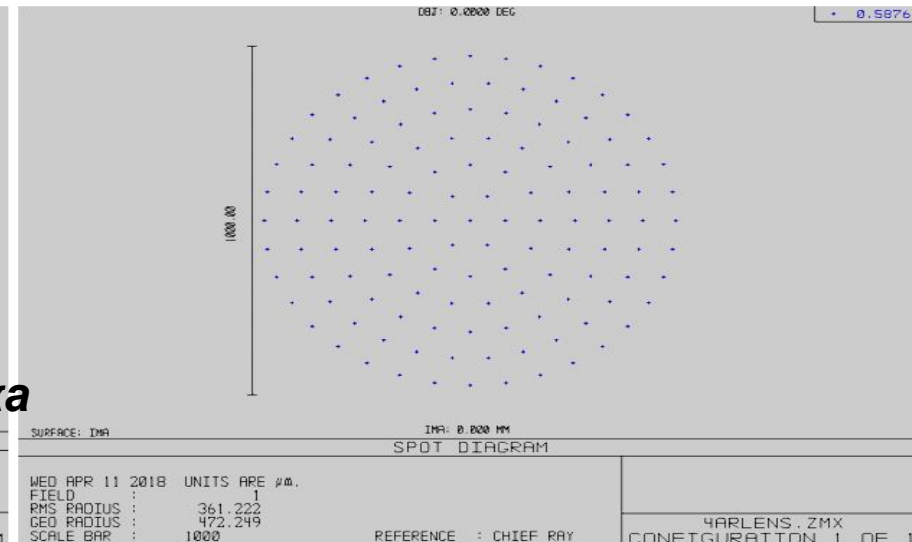 OBJ: 0.0000 DEG
+ 0.5876
1000.00
ка
SURFACE: IMA
IMA: 0.000 MM
SPOT DIAGRAM
WED APR 11 2018 UNITS ARE µm.
FIELD : 1
RMS RADIUS : 361.222
GEO RADIUS : 472.249
SCALE BAR : 1000 REFERENCE : CHIEF RAY
4ARLENS.ZMX
CONFIGURATION 1 OF 1